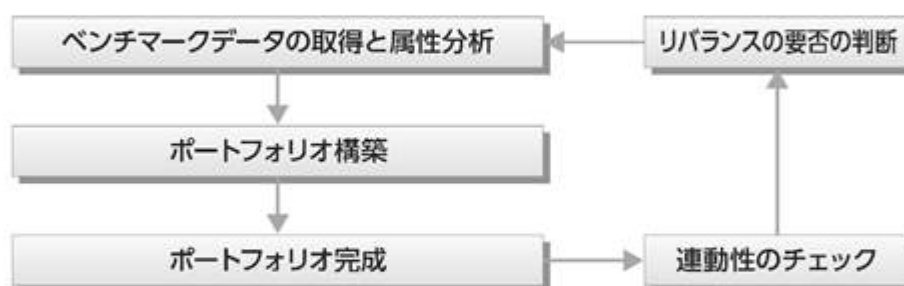 ベンチマークデータの取得と属性分析
リバランスの要否の判断
ポートフォリオ構築
ポートフォリオ完成
連動性のチェック